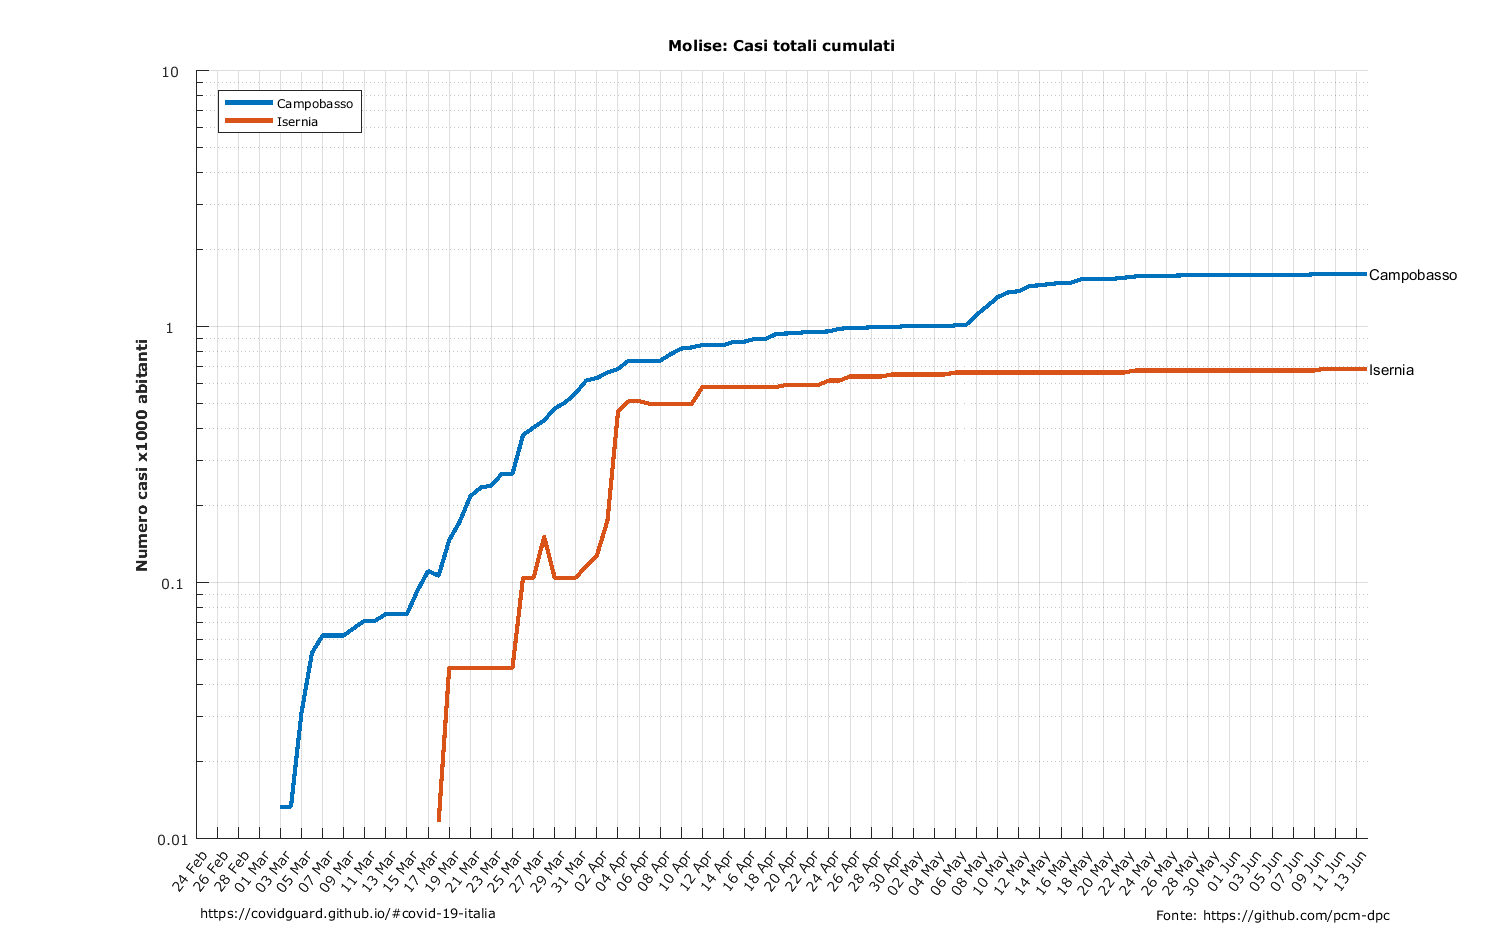 Molise: Casi totali cumulati
10
1
0.1
0.01
Numero casi x1000 abitanti
Campobasso
Isernia
Campobasso
Isernia
24 Feb
26 Feb
28 Feb
01 Mar
03 Mar
05 Mar
07 Mar
09 Mar
11 Mar
13 Mar
15 Mar
17 Mar
19 Mar
21 Mar
23 Mar
25 Mar
27 Mar
29 Mar
31 Mar
02 Apr
04 Apr
06 Apr
08 Apr
10 Apr
12 Apr
14 Apr
16 Apr
18 Apr
20 Apr
22 Apr
24 Apr
26 Apr
28 Apr
30 Apr
02 May
04 May
06 May
08 May
10 May
12 May
14 May
16 May
18 May
20 May
22 May
24 May
26 May
28 May
30 May
01 Jun
03 Jun
05 Jun
07 Jun
09 Jun
11 Jun
13 Jun
https://covidguard.github.io/#covid-19-italia
Fonte: https://github.com/pcm-dpc